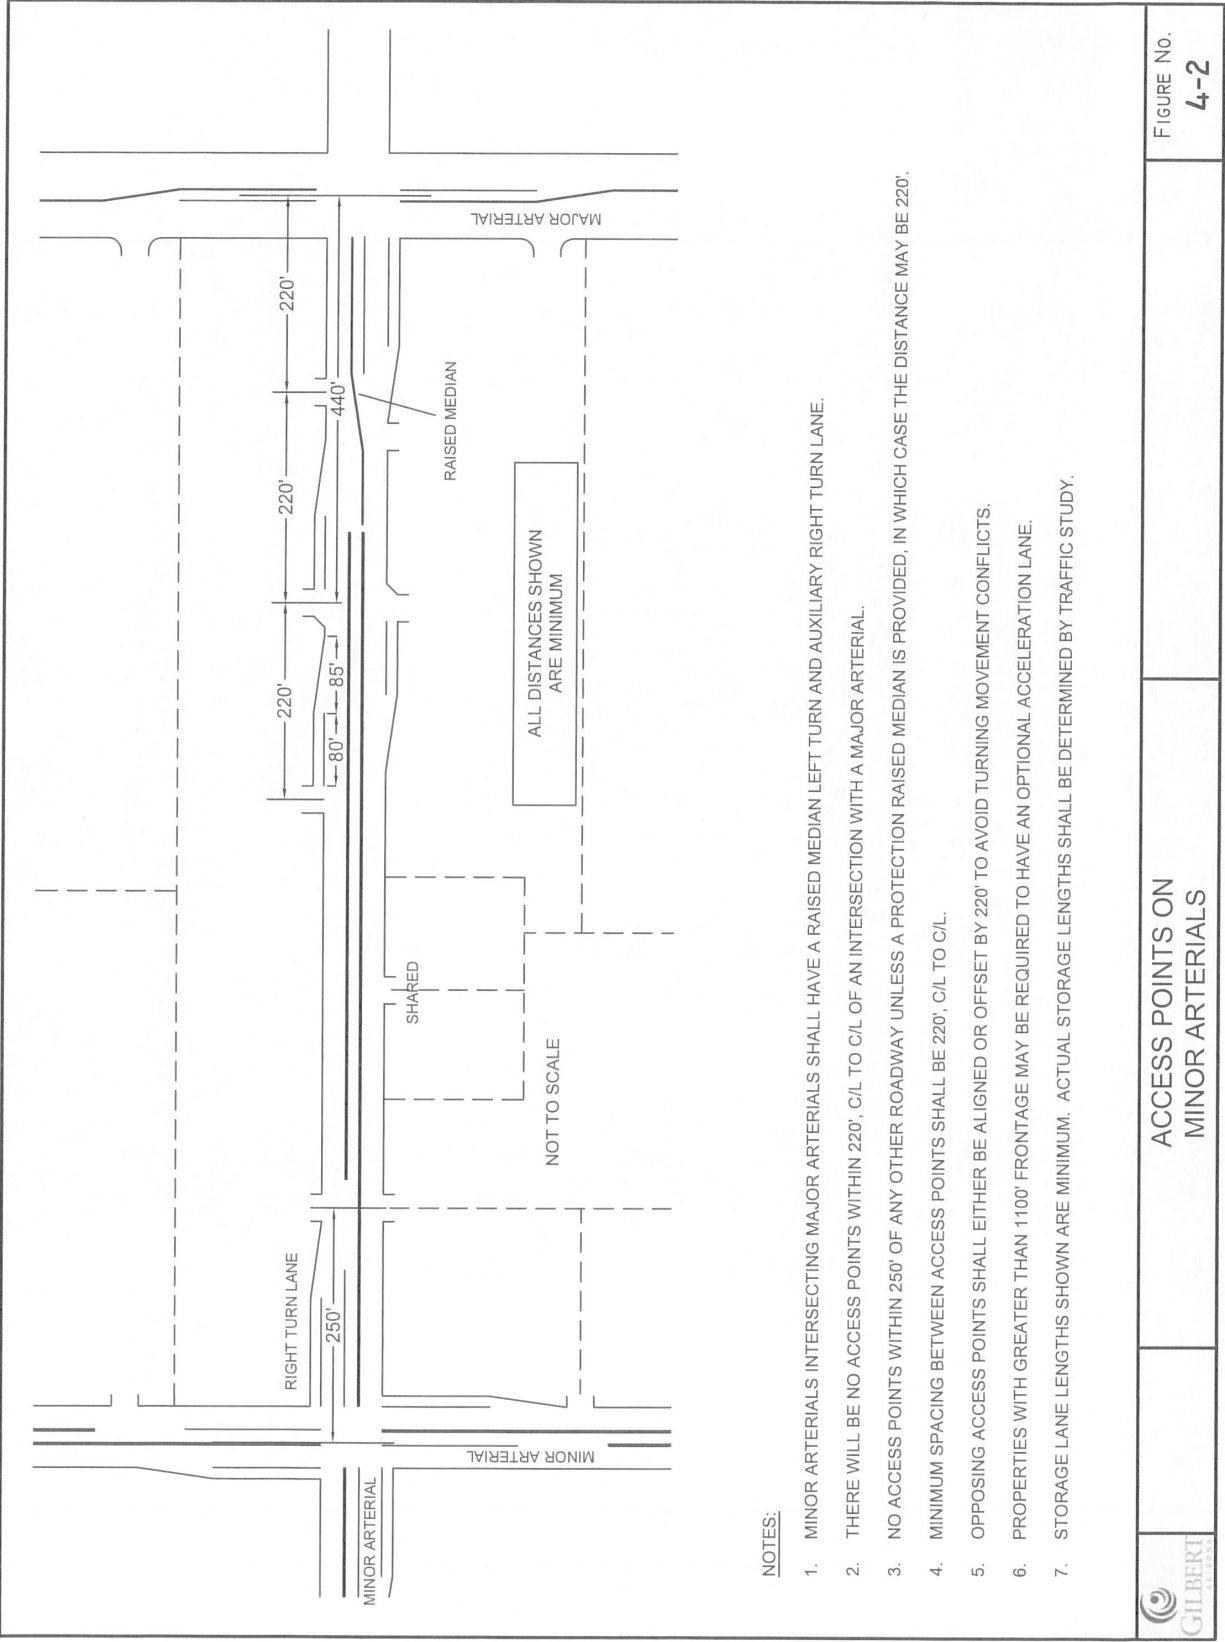 220'
220'
220'
440'
80'
85'
250'
RIGHT TURN LANE
RAISED MEDIAN
SHARED
MAJOR ARTERIAL
MINOR ARTERIAL
MINOR ARTERIAL
ALL DISTANCES SHOWN
ARE MINIMUM
NOT TO SCALE
NOTES:
1. MINOR ARTERIALS INTERSECTING MAJOR ARTERIALS SHALL HAVE A RAISED MEDIAN LEFT TURN AND AUXILIARY RIGHT TURN LANE.
2. THERE WILL BE NO ACCESS POINTS WITHIN 220', C/L TO C/L OF AN INTERSECTION WITH A MAJOR ARTERIAL.
3. NO ACCESS POINTS WITHIN 250' OF ANY OTHER ROADWAY UNLESS A PROTECTION RAISED MEDIAN IS PROVIDED, IN WHICH CASE THE DISTANCE MAY BE 220'.
4. MINIMUM SPACING BETWEEN ACCESS POINTS SHALL BE 220', C/L TO C/L.
5. OPPOSING ACCESS POINTS SHALL EITHER BE ALIGNED OR OFFSET BY 220' TO AVOID TURNING MOVEMENT CONFLICTS.
6. PROPERTIES WITH GREATER THAN 1100' FRONTAGE MAY BE REQUIRED TO HAVE AN OPTIONAL ACCELERATION LANE.
7. STORAGE LANE LENGTHS SHOWN ARE MINIMUM. ACTUAL STORAGE LENGTHS SHALL BE DETERMINED BY TRAFFIC STUDY.
GILBERT
ARIZONA
ACCESS POINTS ON
MINOR ARTERIALS
FIGURE NO.
4-2